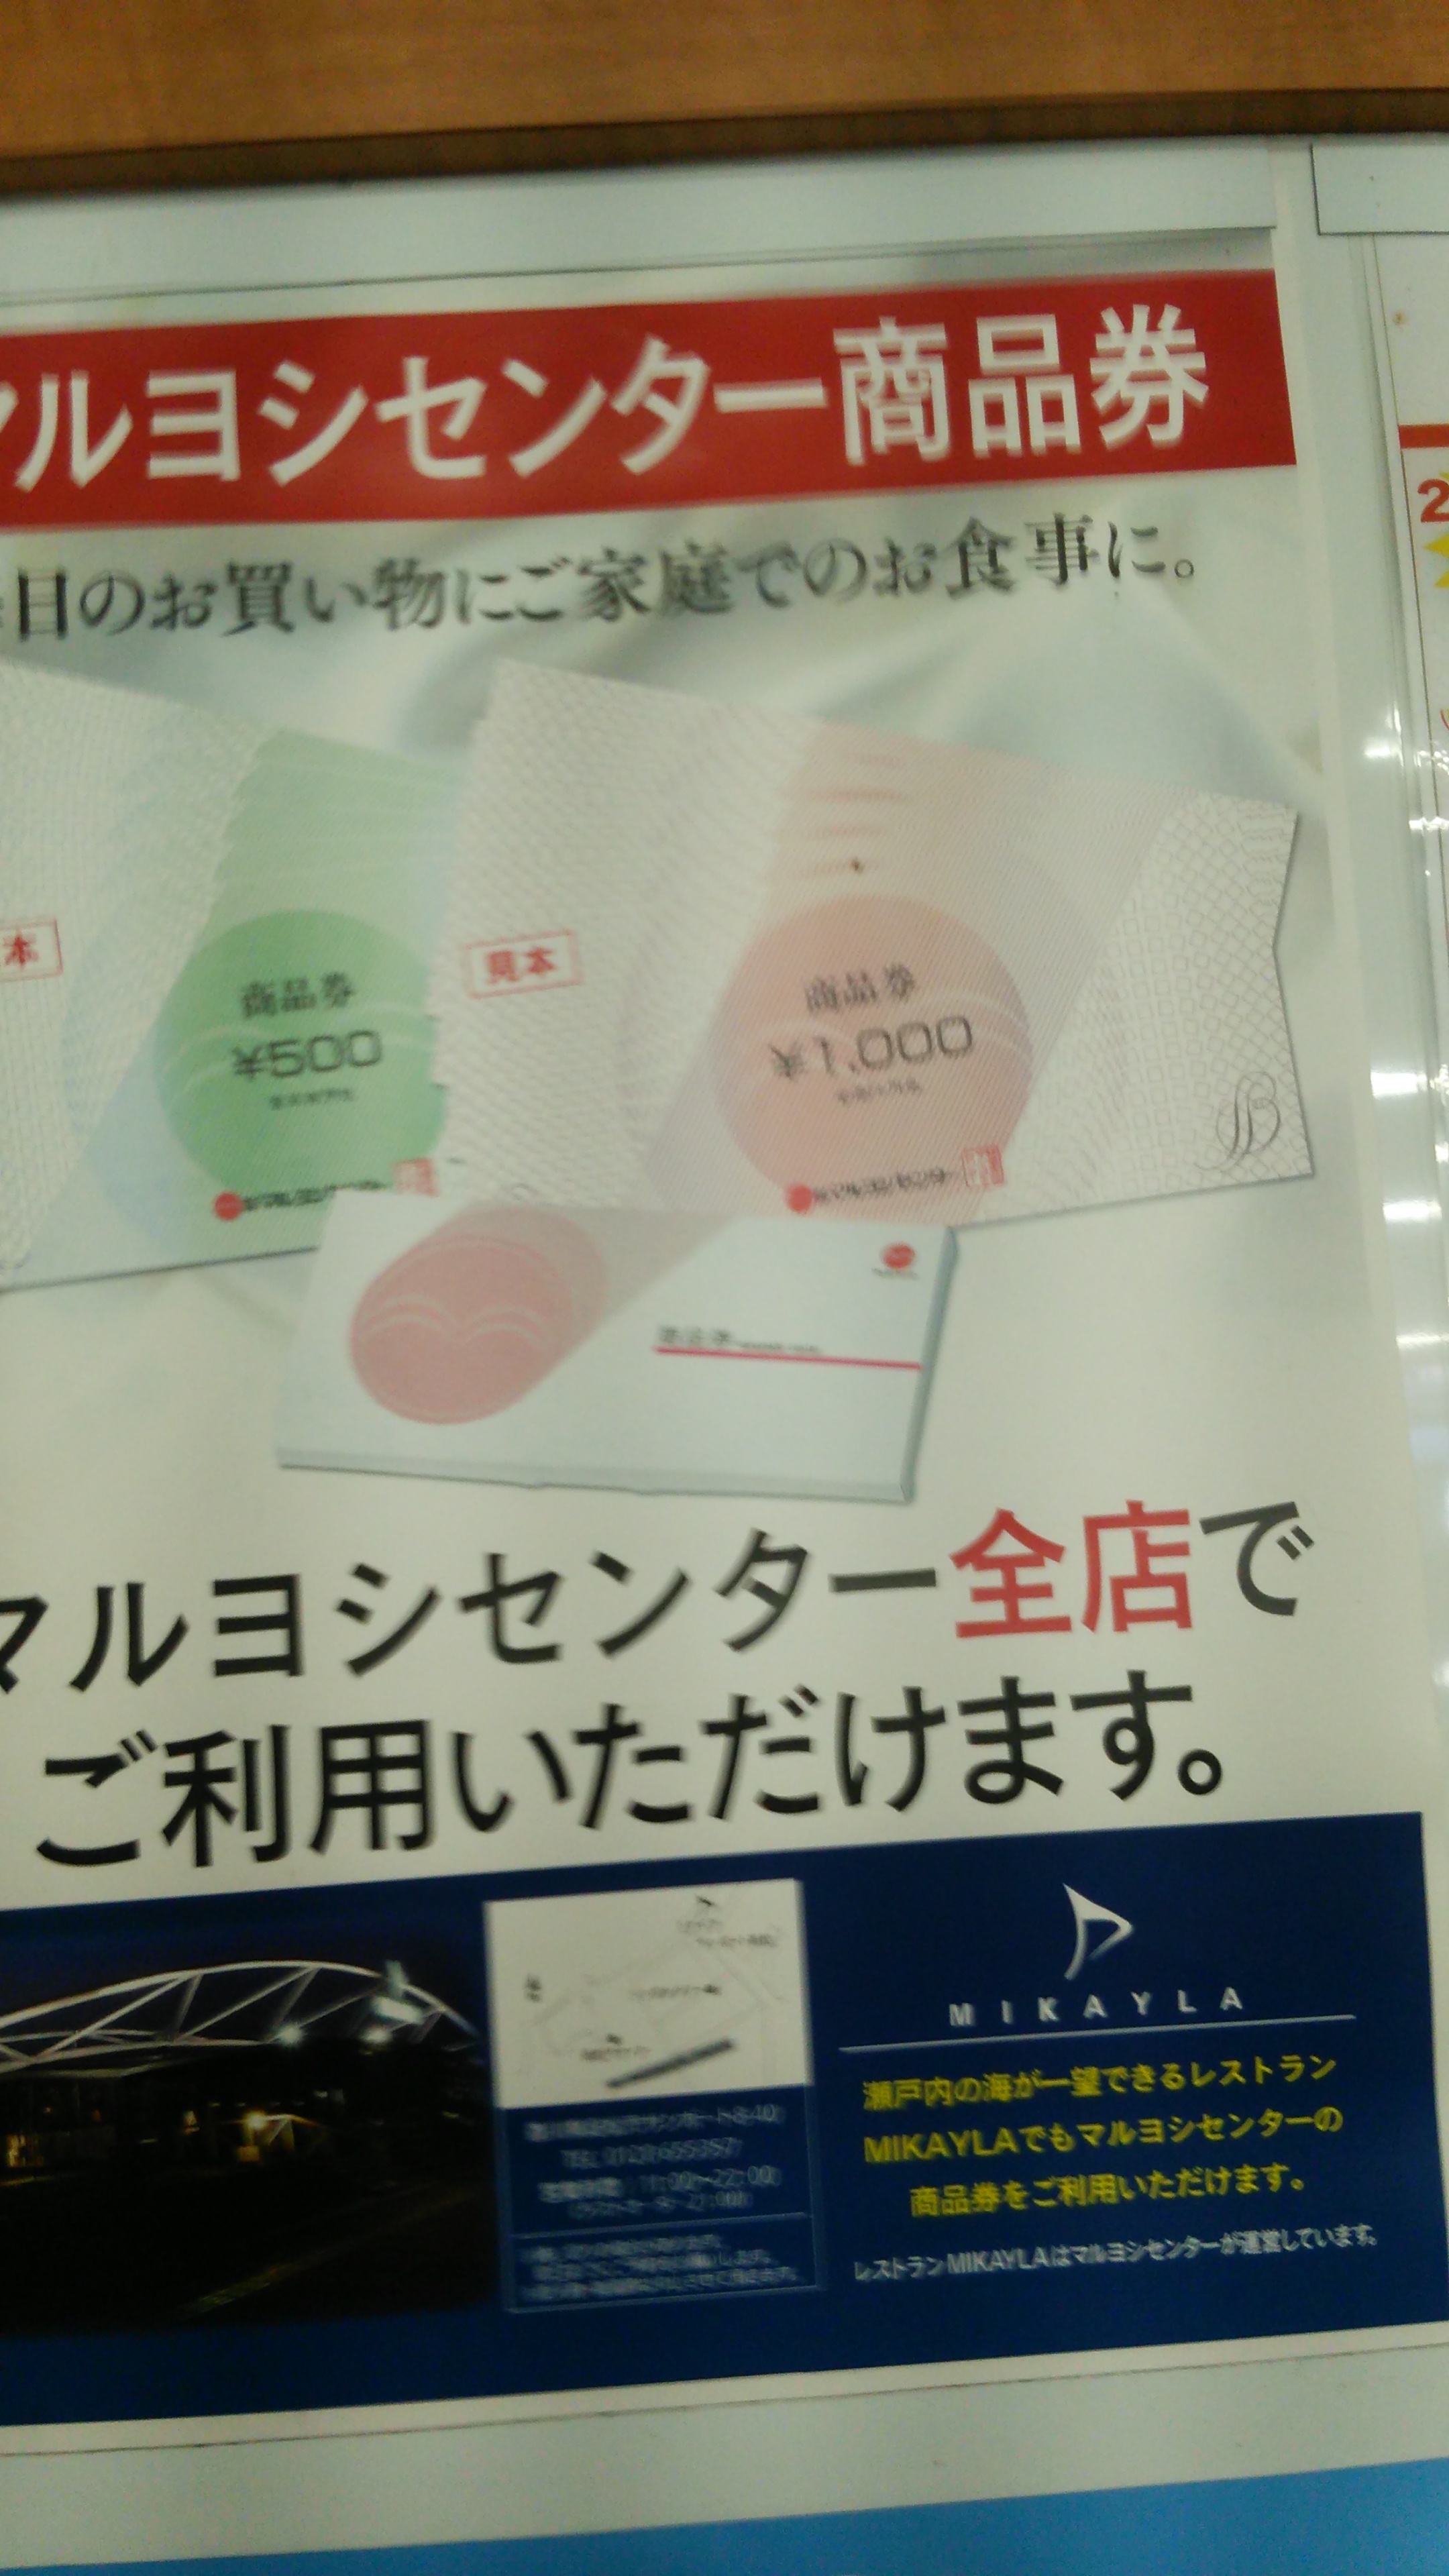 マルヨシセンター商品券
毎日のお買い物にご家庭でのお食事に。
見本
商品券
¥500
商品券
¥1,000
マルヨシセンター全店で
ご利用いただけます。
MIKAYLA
瀬戸内の海が一望できるレストラン
MIKAYLAでもマルヨシセンターの
商品券をご利用いただけます。
レストランMIKAYLAはマルヨシセンターが運営しています。